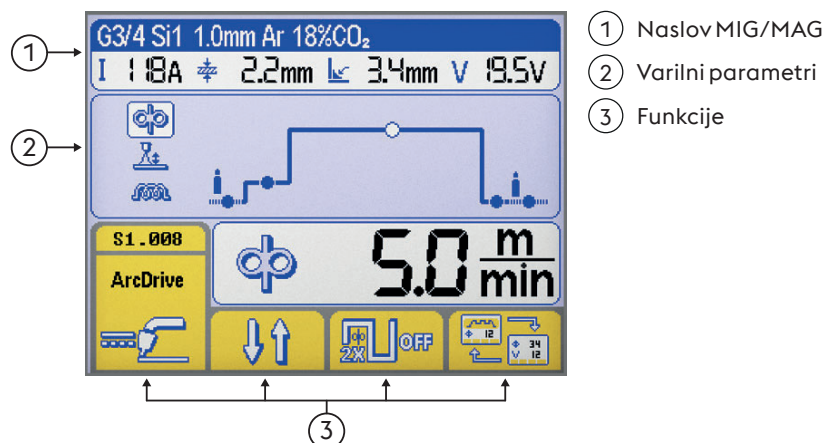 G3/4 Si1 1.0mm Ar 18%CO₂
I 118A 2.2mm 3.4mm V 19.5V
S1.008
ArcDrive
5.0 m/min
2X OFF
12 34 V 12
1 Naslov MIG/MAG
2 Varilni parametri
3 Funkcije
1
2
3